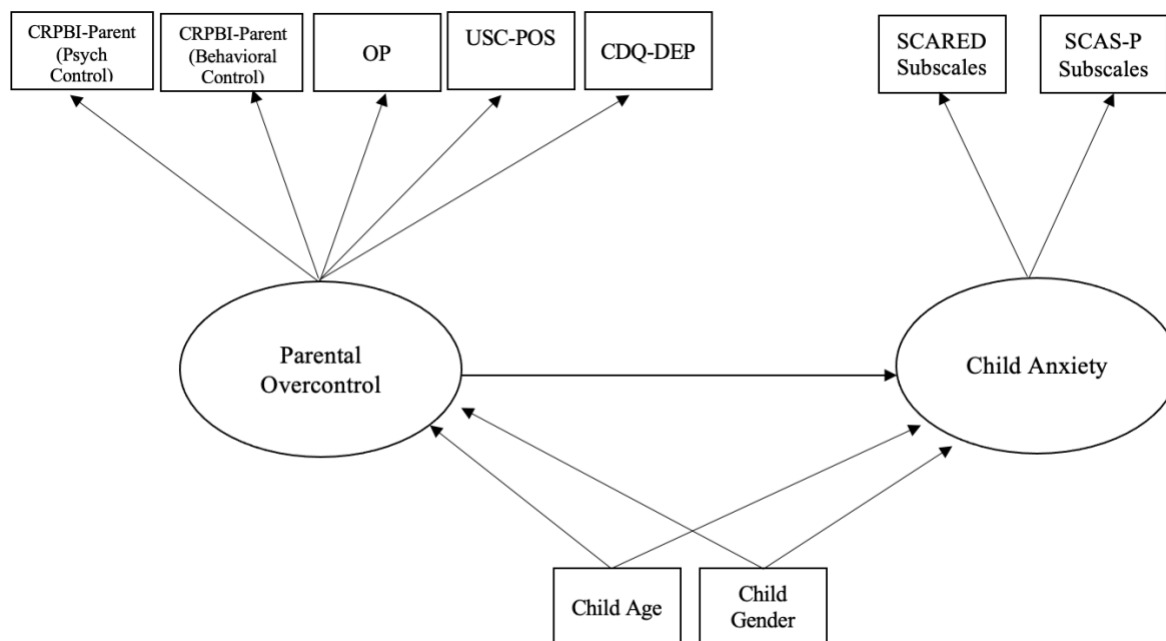 CRPBI-Parent
(Psych
Control)
CRPBI-Parent
(Behavioral
Control)
OP
USC-POS
CDQ-DEP
SCARED
Subscales
SCAS-P
Subscales
Parental
Overcontrol
Child Anxiety
Child Age
Child
Gender